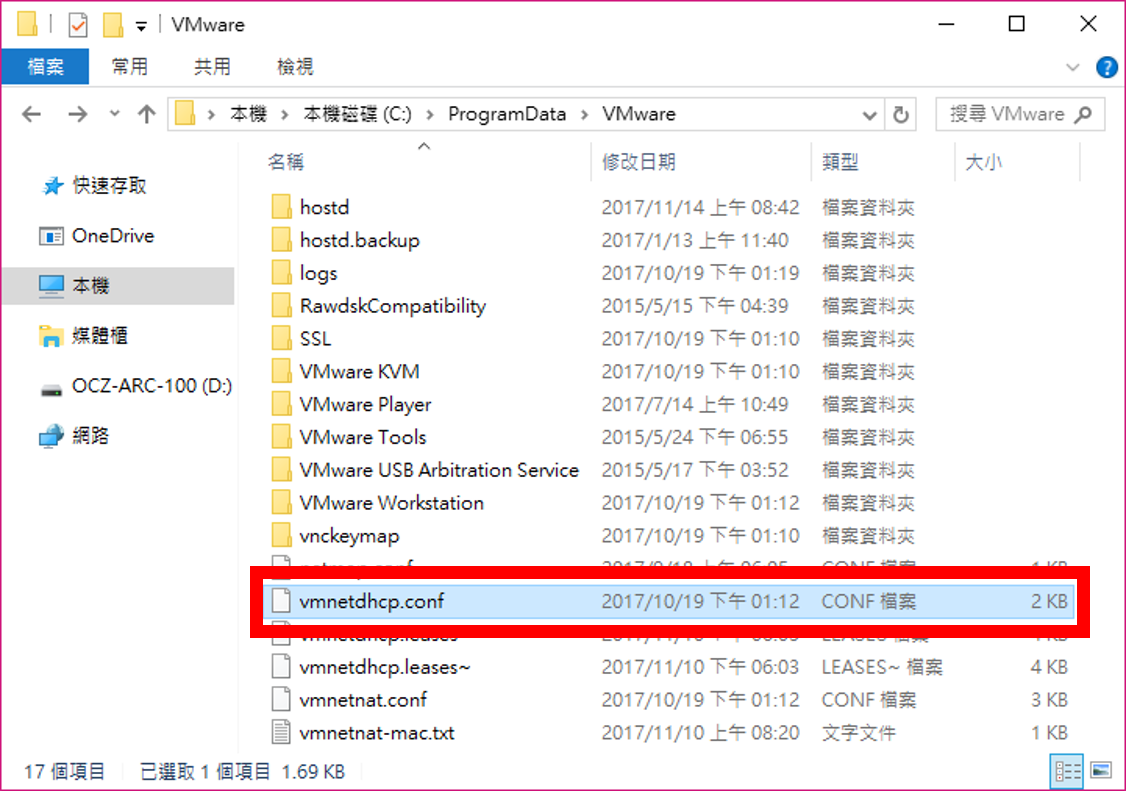 VMware
檔案 常用 共用 檢視
本機 本機磁碟 (C:) ProgramData VMware 搜尋 VMware
名稱 修改日期 類型 大小
快速存取
OneDrive
本機
媒體櫃
OCZ-ARC-100 (D:)
網路
hostd 2017/11/14 上午 08:42 檔案資料夾
hostd.backup 2017/1/13 上午 11:40 檔案資料夾
logs 2017/10/19 下午 01:19 檔案資料夾
RawdskCompatibility 2015/5/15 下午 04:39 檔案資料夾
SSL 2017/10/19 下午 01:10 檔案資料夾
VMware KVM 2017/10/19 下午 01:10 檔案資料夾
VMware Player 2017/7/14 上午 10:49 檔案資料夾
VMware Tools 2015/5/24 下午 06:55 檔案資料夾
VMware USB Arbitration Service 2015/5/17 下午 03:52 檔案資料夾
VMware Workstation 2017/10/19 下午 01:12 檔案資料夾
vnckeymap 2017/10/19 下午 01:10 檔案資料夾
vmnetdhcp.conf 2017/10/19 下午 01:12 CONF 檔案 2 KB
vmnetdhcp.leases
vmnetdhcp.leases~ 2017/11/10 下午 06:03 LEASES~ 檔案 4 KB
vmnetnat.conf 2017/10/19 下午 01:12 CONF 檔案 3 KB
vmnetnat-mac.txt 2017/11/10 上午 08:20 文字文件 1 KB
17 個項目 已選取 1 個項目 1.69 KB